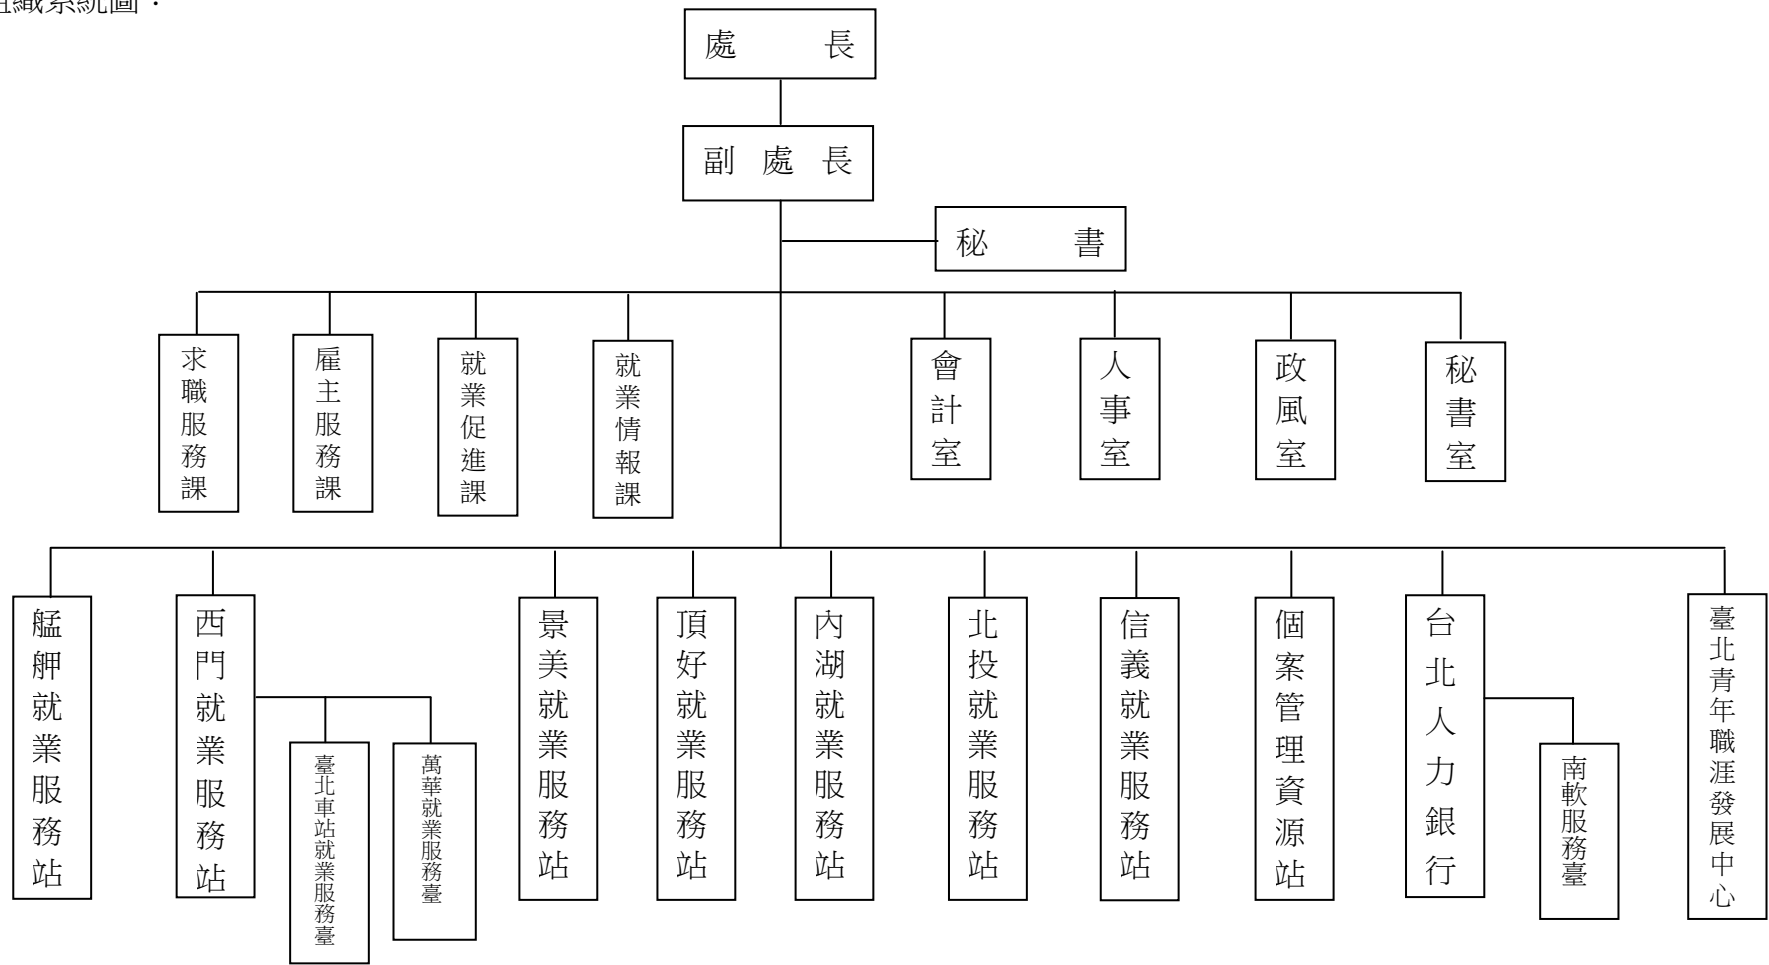 組織系統圖：
處長
副處長
秘書
求職服務課
雇主服務課
就業促進課
就業情報課
會計室
人事室
政風室
秘書室
艋舺就業服務站
西門就業服務站
臺北車站就業服務臺
萬華就業服務臺
景美就業服務站
頂好就業服務站
內湖就業服務站
北投就業服務站
信義就業服務站
個案管理資源站
台北人力銀行
南軟服務臺
臺北青年職涯發展中心